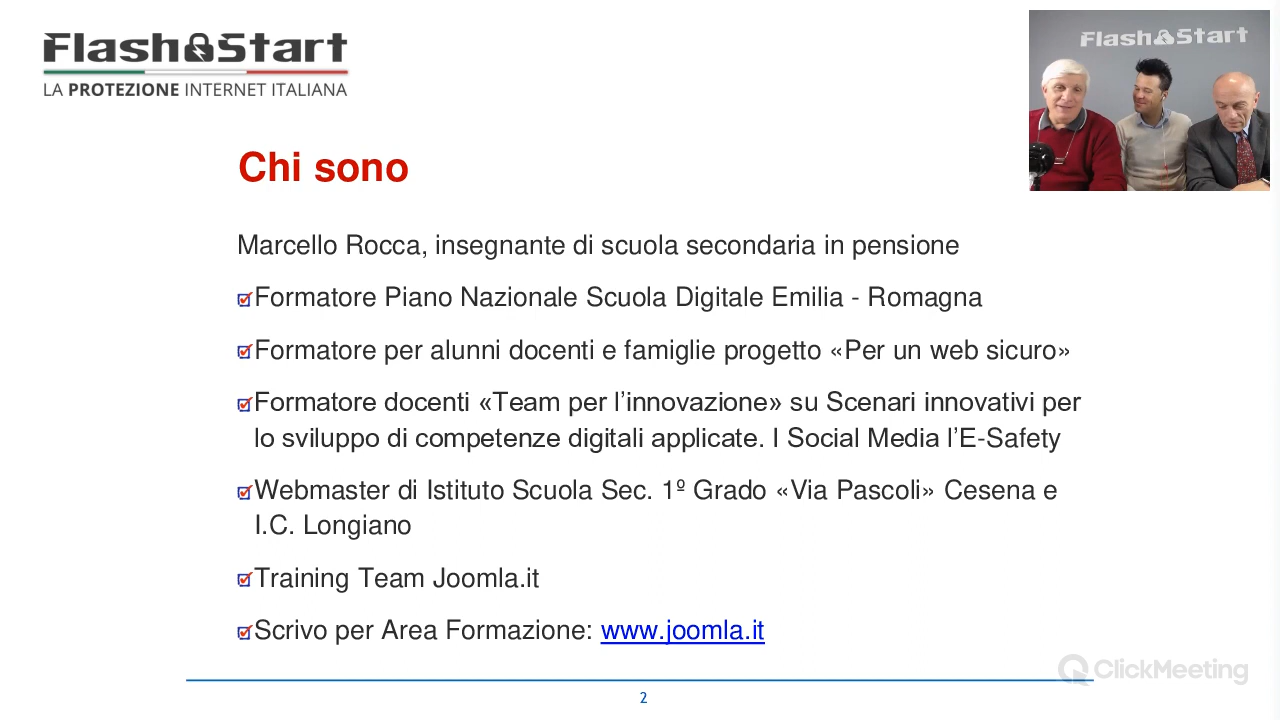 Flash Start
LA PROTEZIONE INTERNET ITALIANA
Flash Start
Chi sono
Marcello Rocca, insegnante di scuola secondaria in pensione
Formatore Piano Nazionale Scuola Digitale Emilia - Romagna
Formatore per alunni docenti e famiglie progetto «Per un web sicuro»
Formatore docenti «Team per l’innovazione» su Scenari innovativi per
lo sviluppo di competenze digitali applicate. I Social Media l’E-Safety
Webmaster di Istituto Scuola Sec. 1º Grado «Via Pascoli» Cesena e
I.C. Longiano
Training Team Joomla.it
Scrivo per Area Formazione: www.joomla.it
ClickMeeting
2